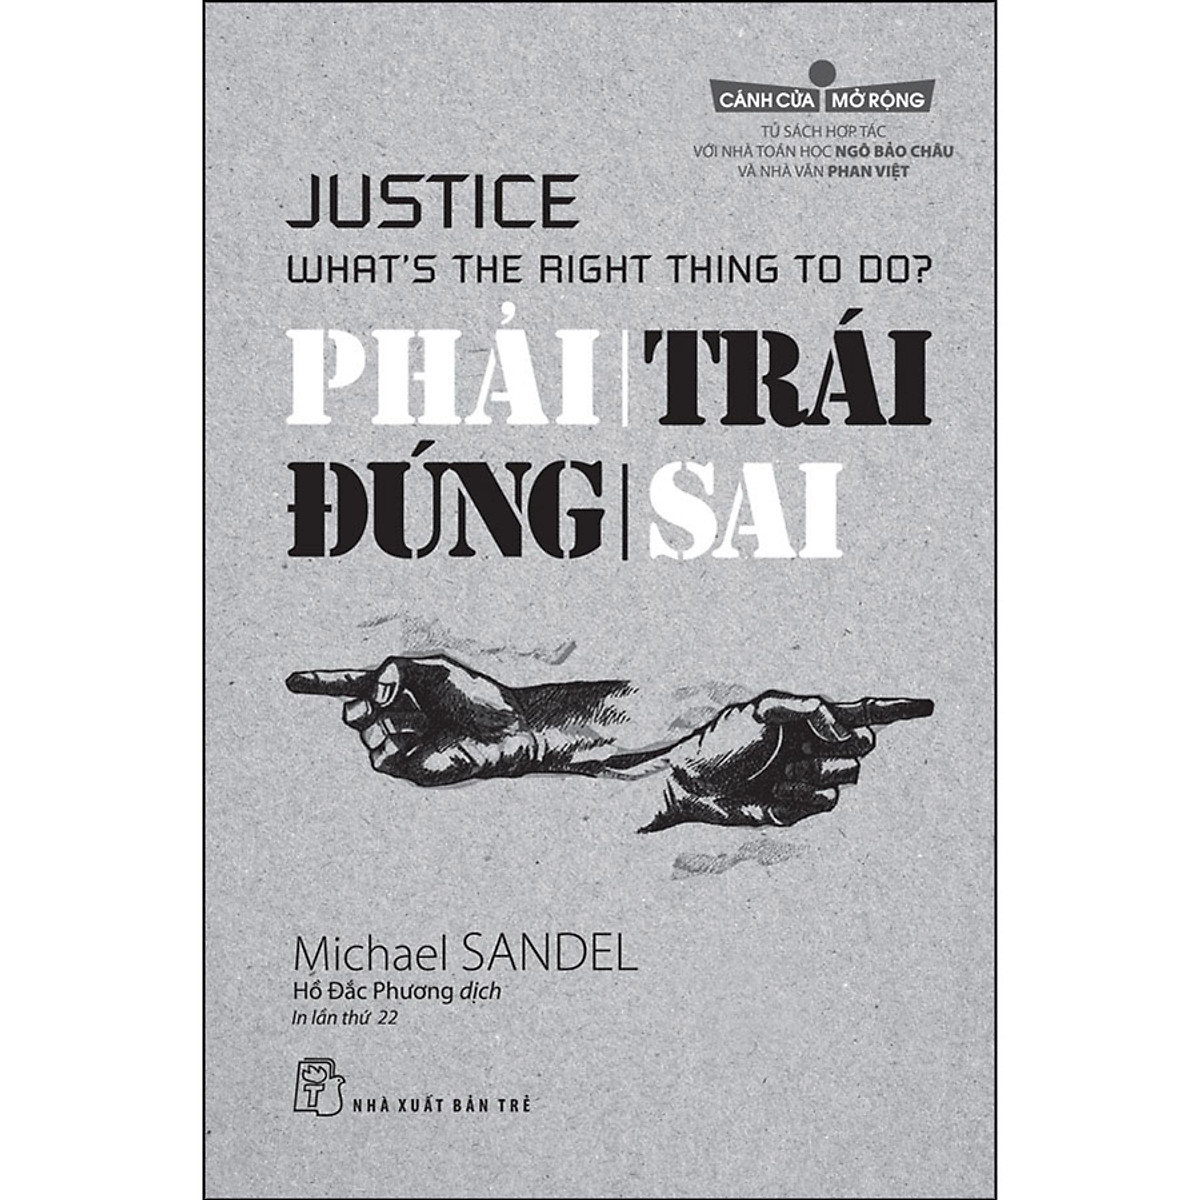 CÁNH CỬA MỞ RỘNG
TỦ SÁCH HỢP TÁC
VỚI NHÀ TOÁN HỌC NGÔ BẢO CHÂU
VÀ NHÀ VĂN PHAN VIỆT
JUSTICE
WHAT'S THE RIGHT THING TO DO?
PHẢI | TRÁI
ĐÚNG | SAI
Michael SANDEL
Hồ Đắc Phương dịch
In lần thứ 22
T
NHÀ XUẤT BẢN TRẺ